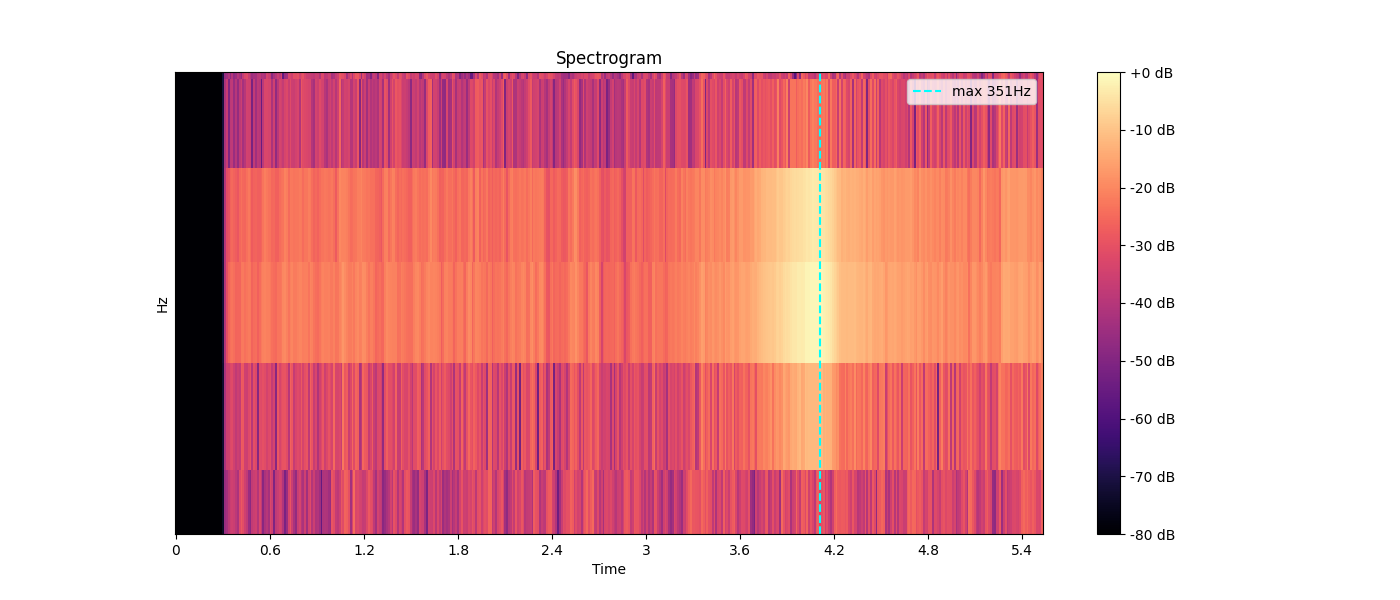 Spectrogram
max 351Hz
Hz
0 0.6 1.2 1.8 2.4 3 3.6 4.2 4.8 5.4
Time
+0 dB
-10 dB
-20 dB
-30 dB
-40 dB
-50 dB
-60 dB
-70 dB
-80 dB